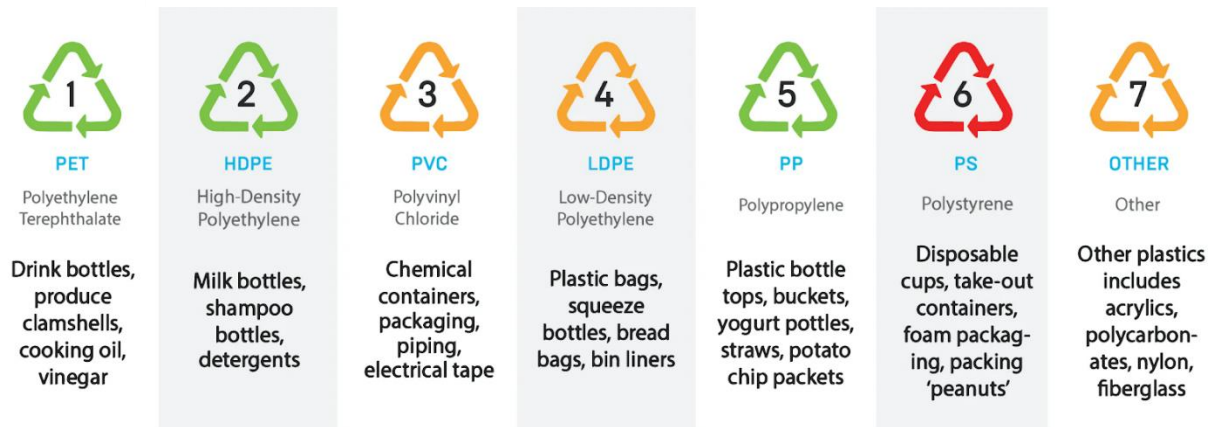 1
PET
Polyethylene
Terephthalate
Drink bottles,
produce
clamshells,
cooking oil,
vinegar
2
HDPE
High-Density
Polyethylene
Milk bottles,
shampoo
bottles,
detergents
3
PVC
Polyvinyl
Chloride
Chemical
containers,
packaging,
piping,
electrical tape
4
LDPE
Low-Density
Polyethylene
Plastic bags,
squeeze
bottles, bread
bags, bin liners
5
PP
Polypropylene
Plastic bottle
tops, buckets,
yogurt pottles,
straws, potato
chip packets
6
PS
Polystyrene
Disposable
cups, take-out
containers,
foam packag-
ing, packing
‘peanuts’
7
OTHER
Other
Other plastics
includes
acrylics,
polycarbon-
ates, nylon,
fiberglass